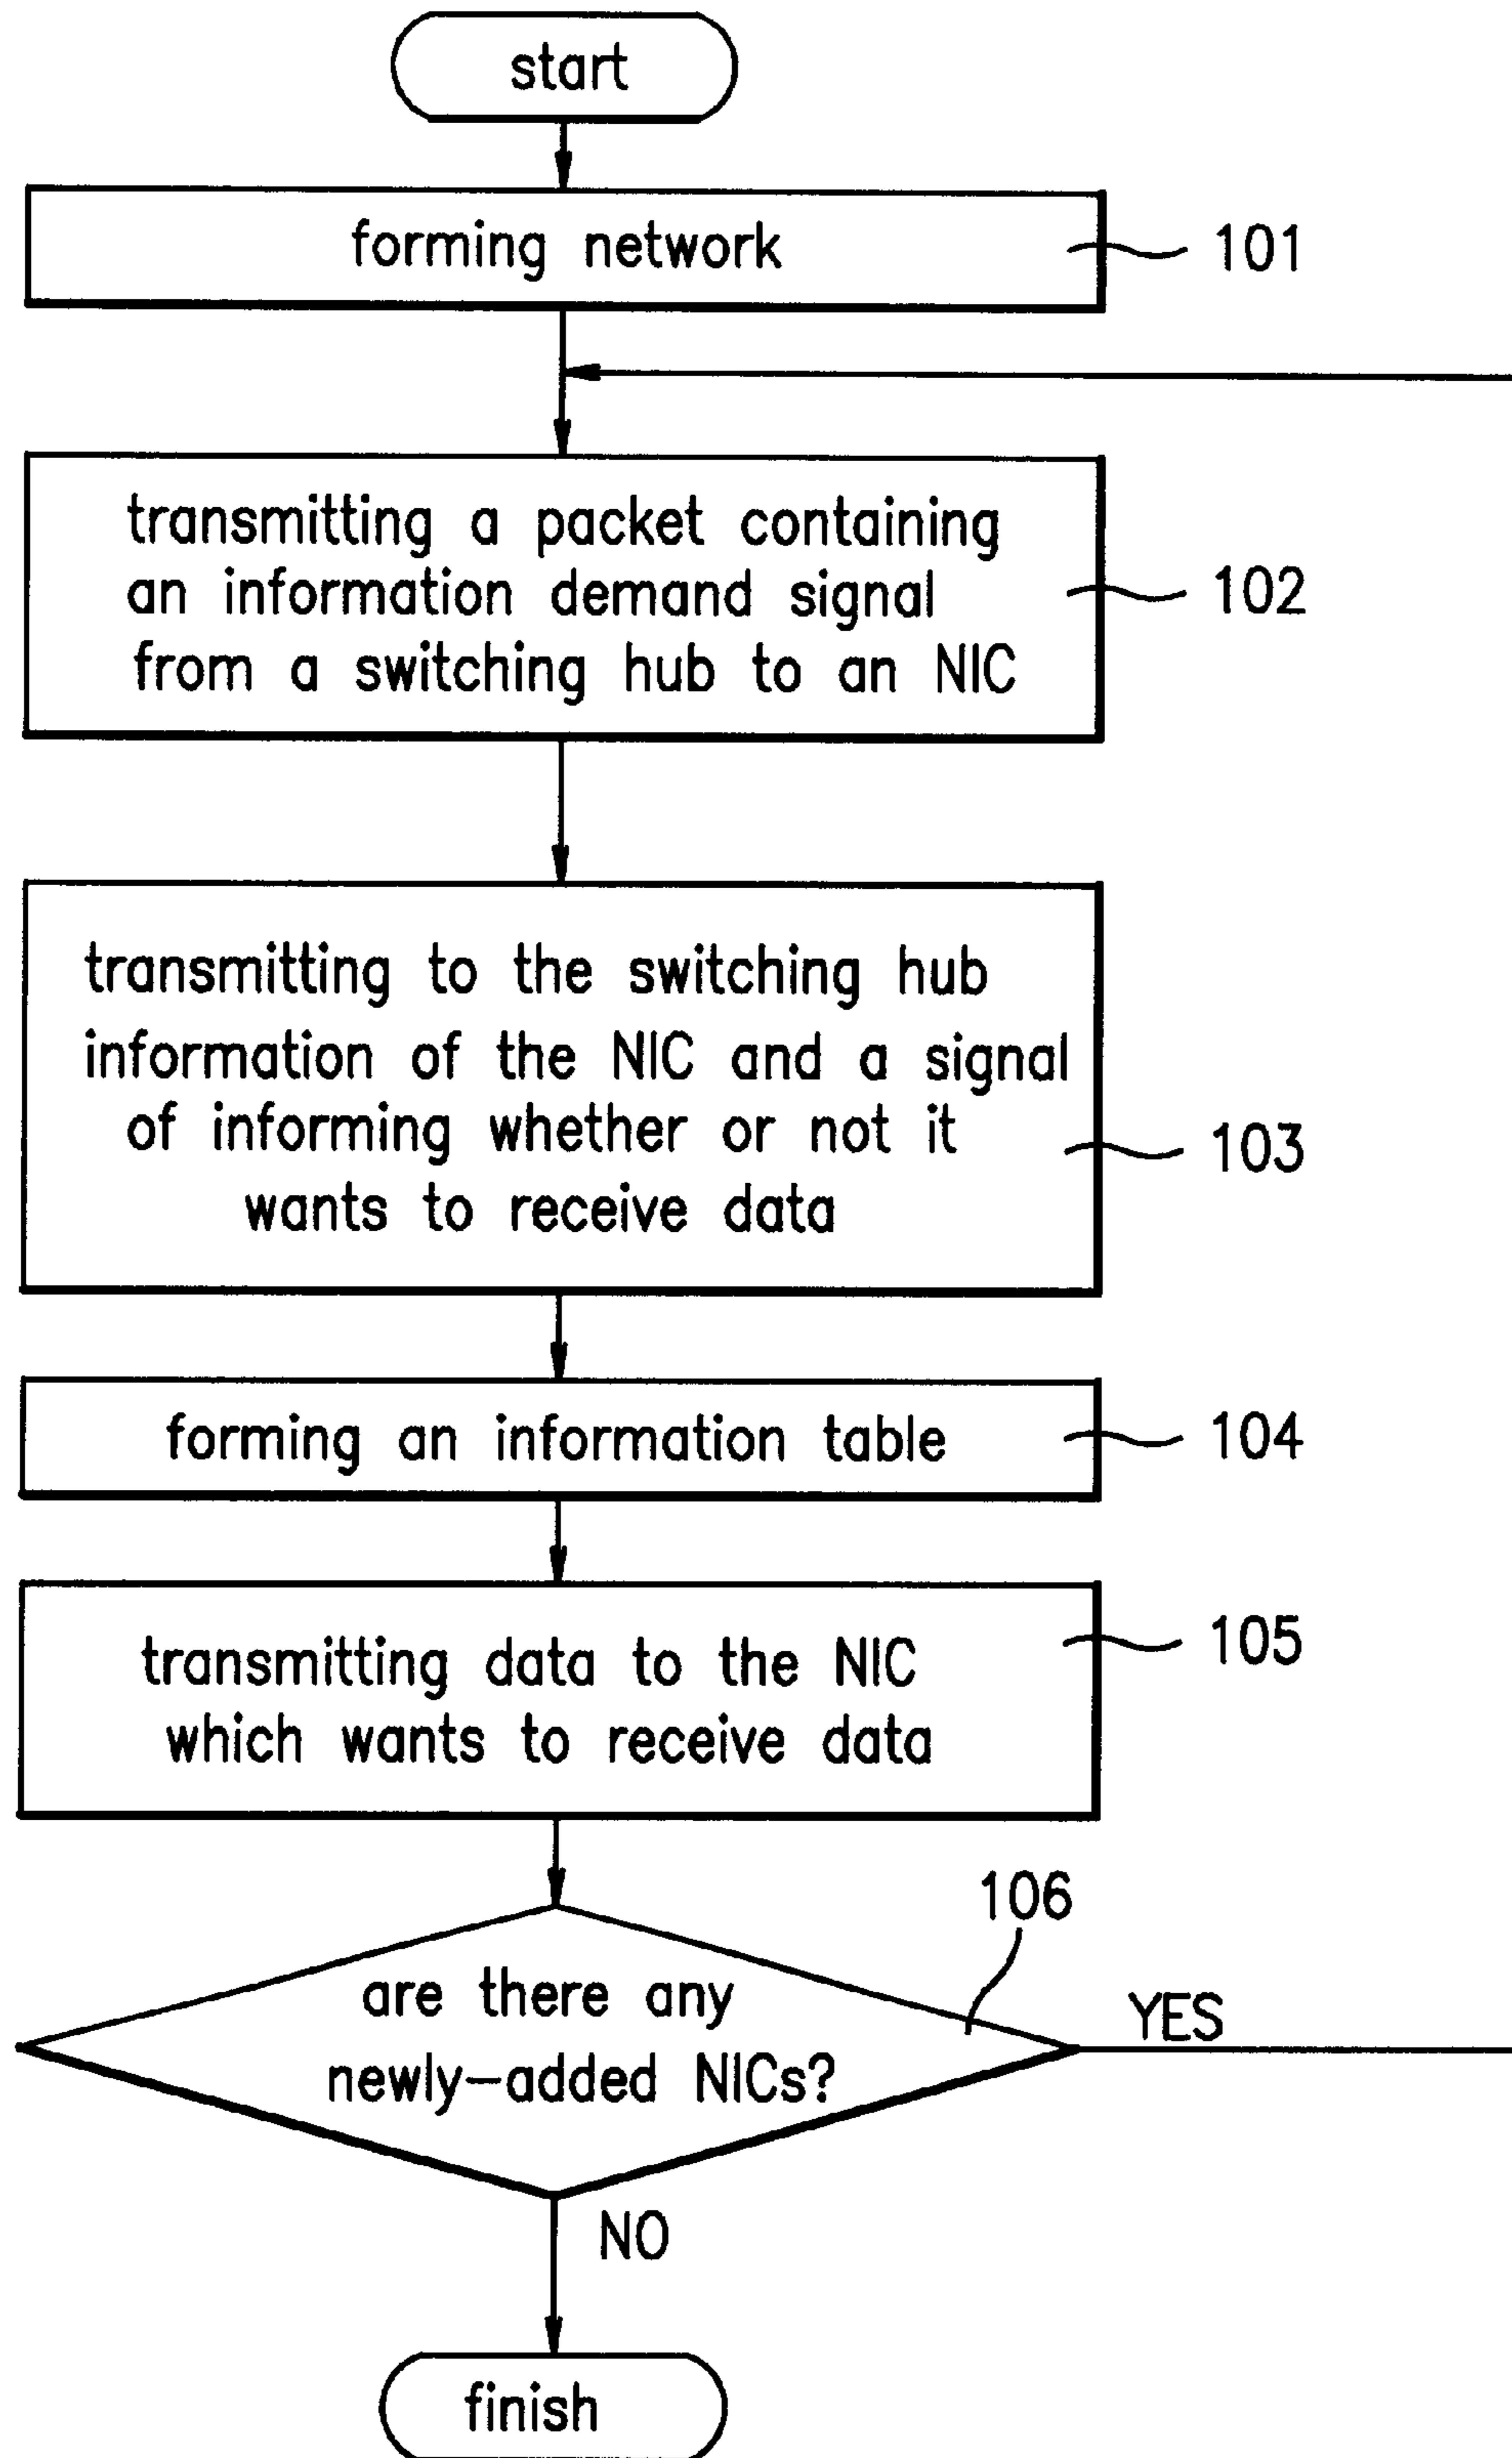 start
forming network
101
transmitting a packet containing
an information demand signal
from a switching hub to an NIC
102
transmitting to the switching hub
information of the NIC and a signal
of informing whether or not it
wants to receive data
103
forming an information table
104
transmitting data to the NIC
which wants to receive data
105
106
are there any
newly-added NICs?
YES
NO
finish